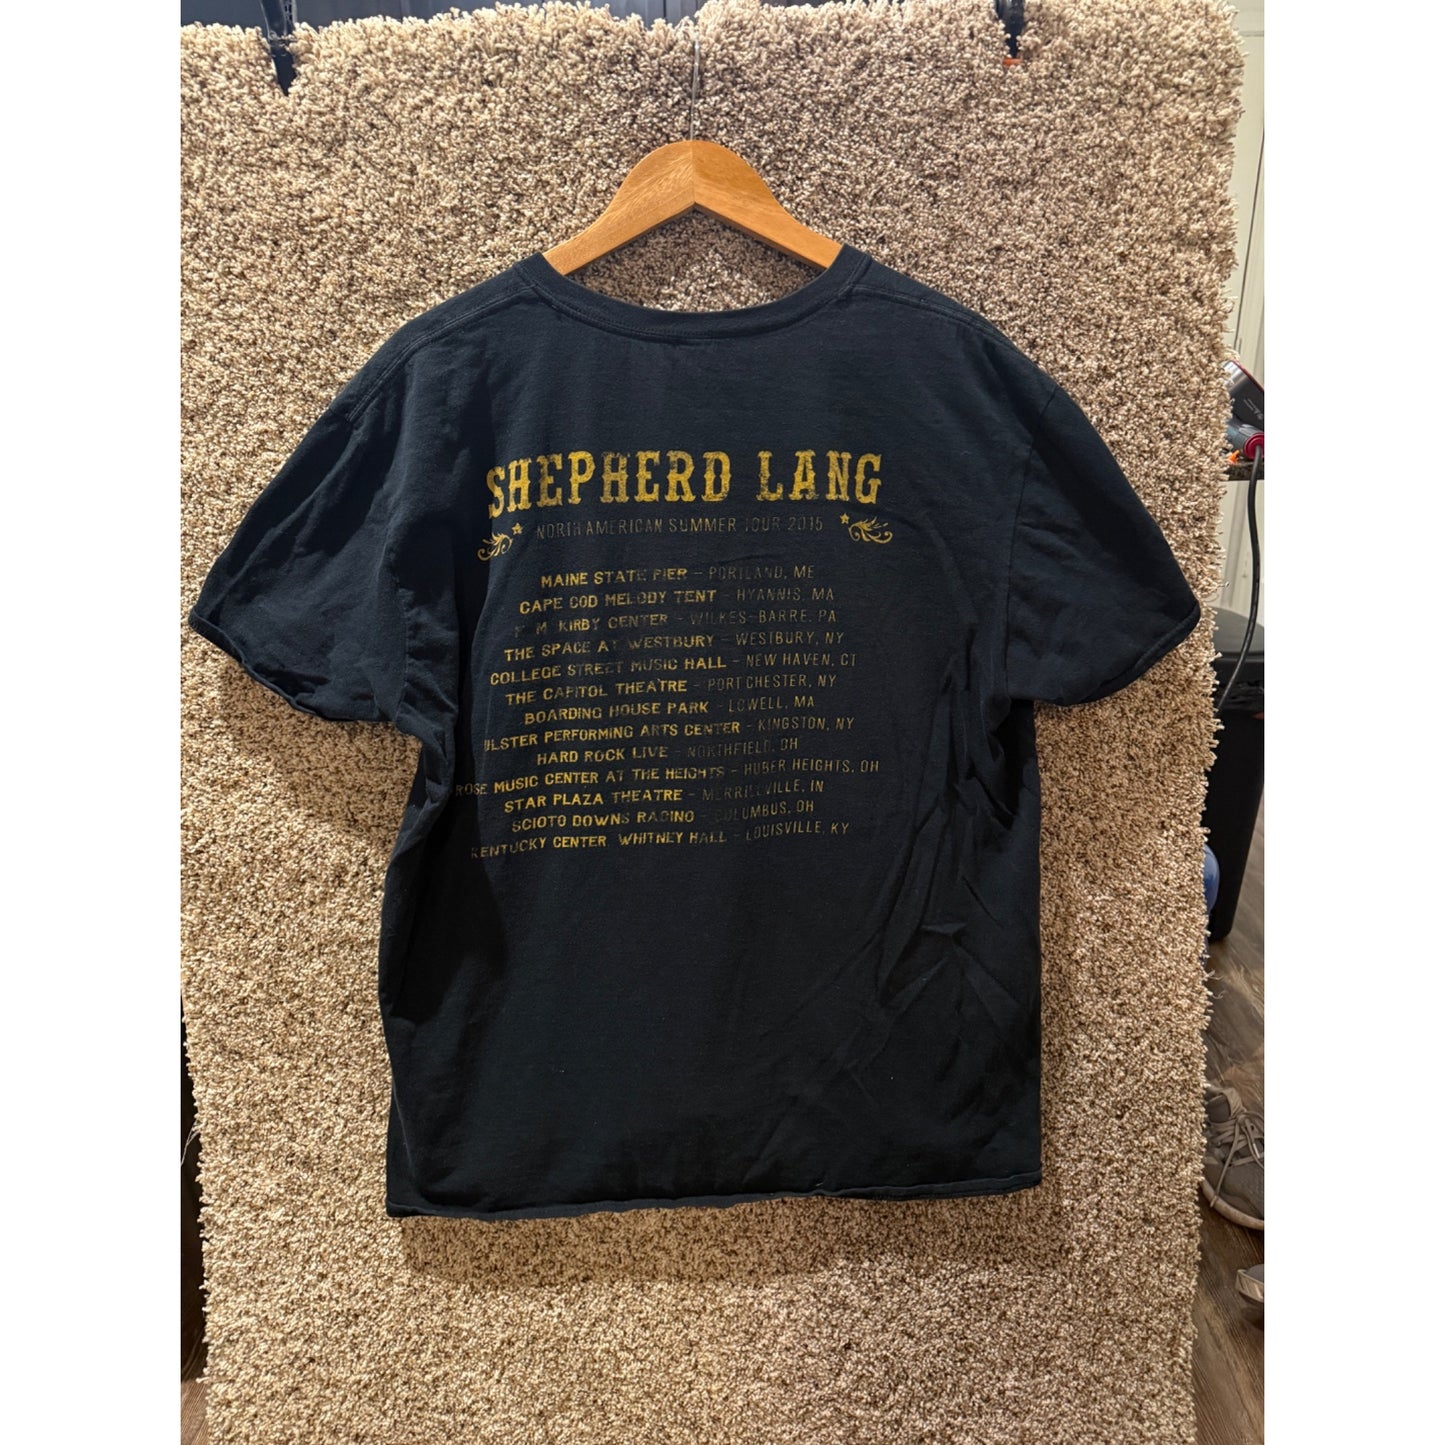 SHEPHERD LANG
NORTH AMERICAN SUMMER TOUR 2015
MAINE STATE PIER – PORTLAND, ME
CAPE COD MELODY TENT – HYANNIS, MA
M KIRBY CENTER – WILKES-BARRE, PA
THE SPACE AT WESTBURY – WESTBURY, NY
COLLEGE STREET MUSIC HALL – NEW HAVEN, CT
THE CAPITOL THEATRE – PORT CHESTER, NY
BOARDING HOUSE PARK – LOWELL, MA
ULSTER PERFORMING ARTS CENTER – KINGSTON, NY
HARD ROCK LIVE – NORTHFIELD, OH
ROSE MUSIC CENTER AT THE HEIGHTS – HUBER HEIGHTS, OH
STAR PLAZA THEATRE – MERRILLVILLE, IN
SCIOTO DOWNS RACINO – COLUMBUS, OH
KENTUCKY CENTER WHITNEY HALL – LOUISVILLE, KY